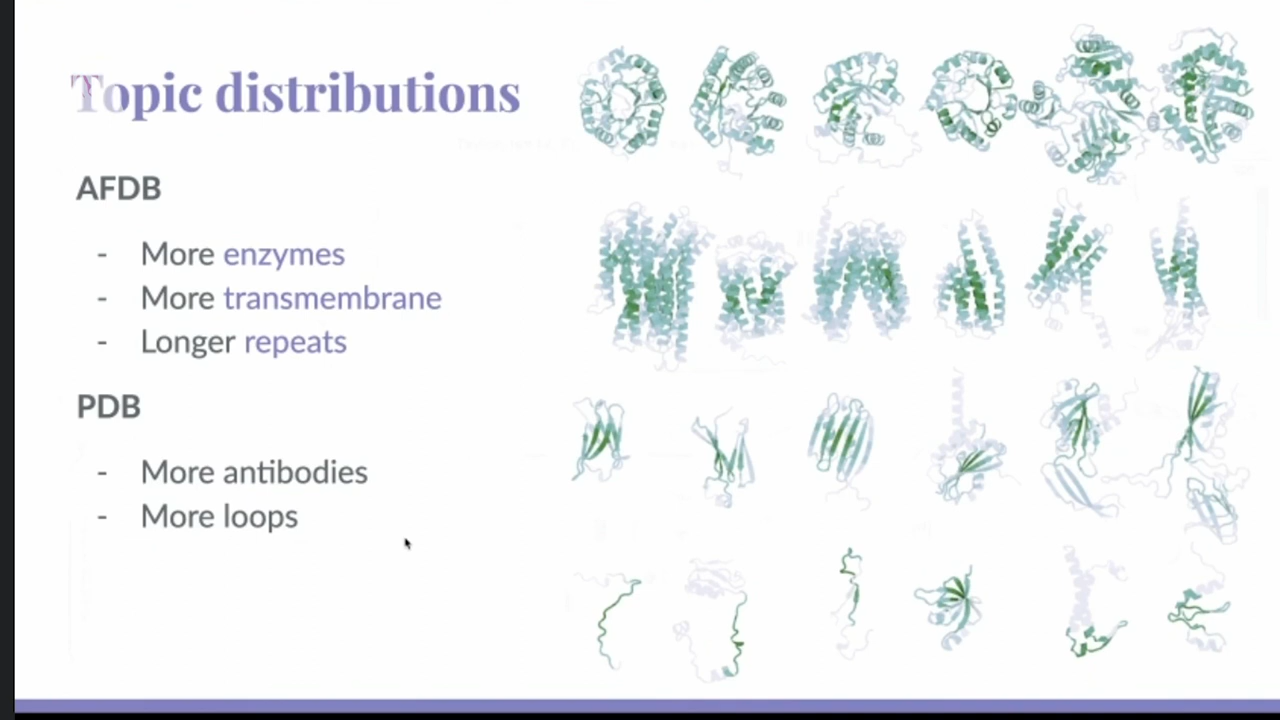 Topic distributions
AFDB
- More enzymes
- More transmembrane
- Longer repeats
PDB
- More antibodies
- More loops